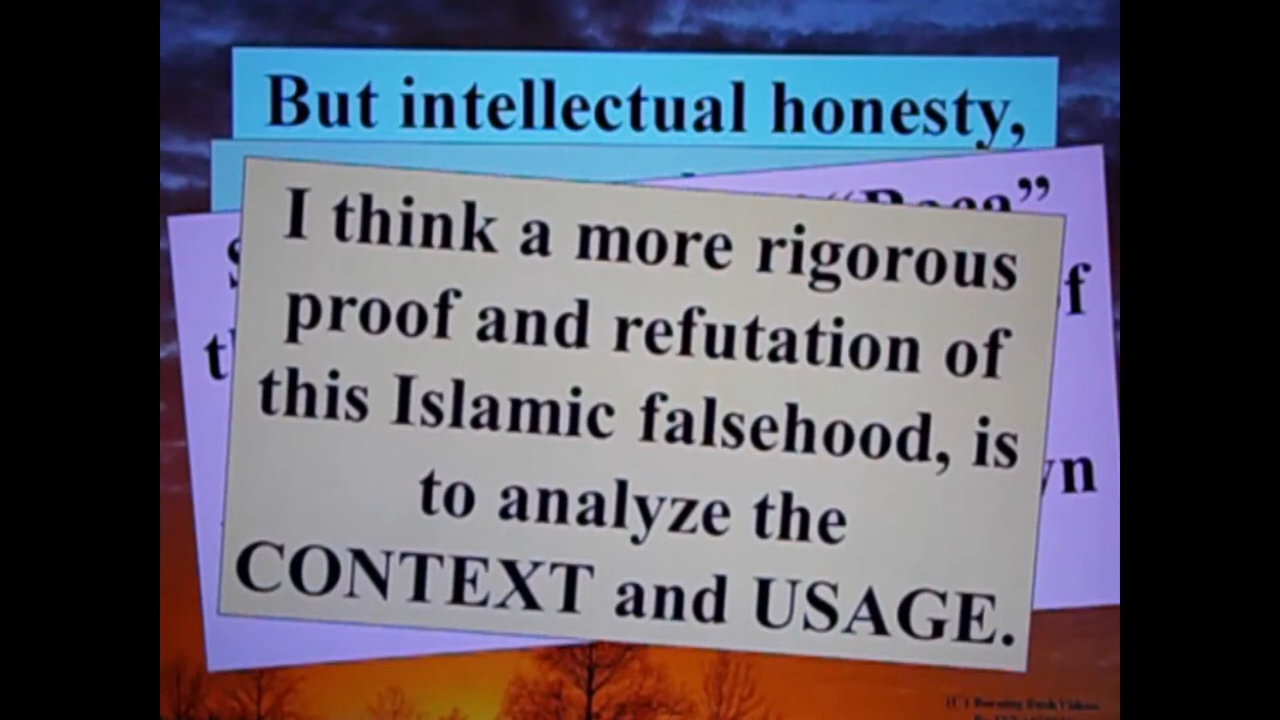 But intellectual honesty,
I think a more rigorous
proof and refutation of
this Islamic falsehood, is
to analyze the
CONTEXT and USAGE.